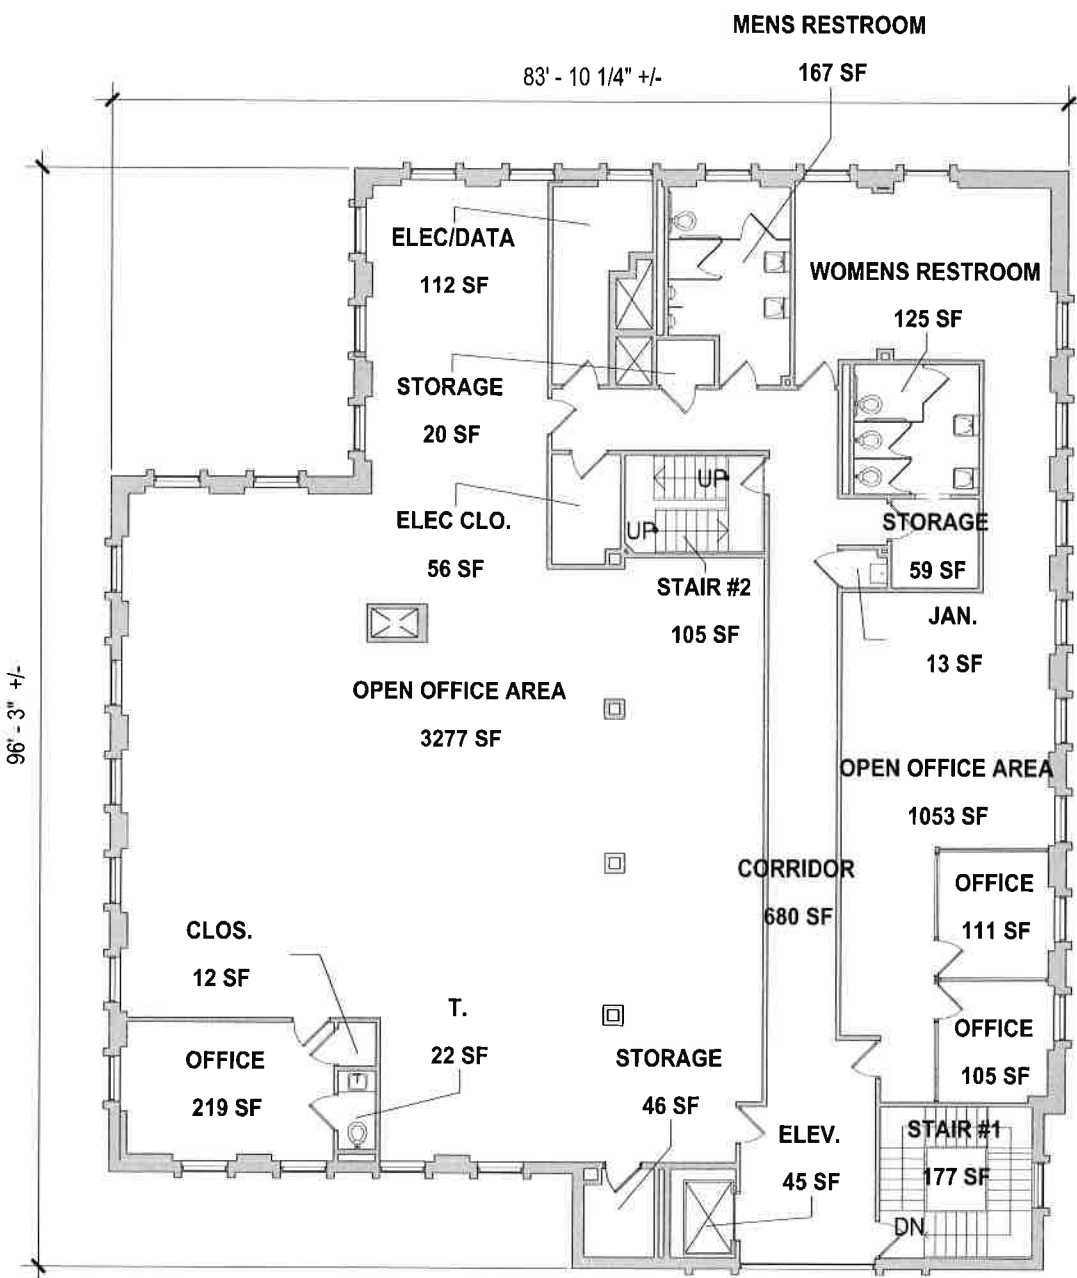 MENS RESTROOM
167 SF
83' - 10 1/4" +/-
96' - 3" +/-
ELEC/DATA
112 SF
WOMENS RESTROOM
125 SF
STORAGE
20 SF
ELEC CLO.
56 SF
UP
UP
STAIR #2
105 SF
STORAGE
59 SF
JAN.
13 SF
OPEN OFFICE AREA
3277 SF
OPEN OFFICE AREA
1053 SF
CORRIDOR
680 SF
OFFICE
111 SF
CLOS.
12 SF
T.
22 SF
OFFICE
219 SF
STORAGE
46 SF
OFFICE
105 SF
ELEV.
45 SF
STAIR #1
177 SF
DN